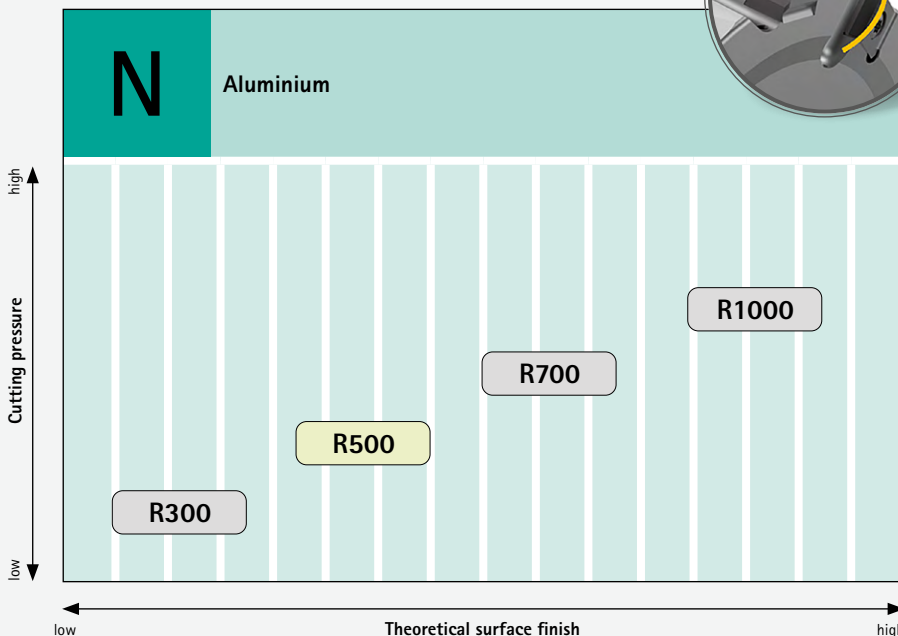 N
Aluminium
high
Cutting pressure
low
R1000
R700
R500
R300
low
Theoretical surface finish
high